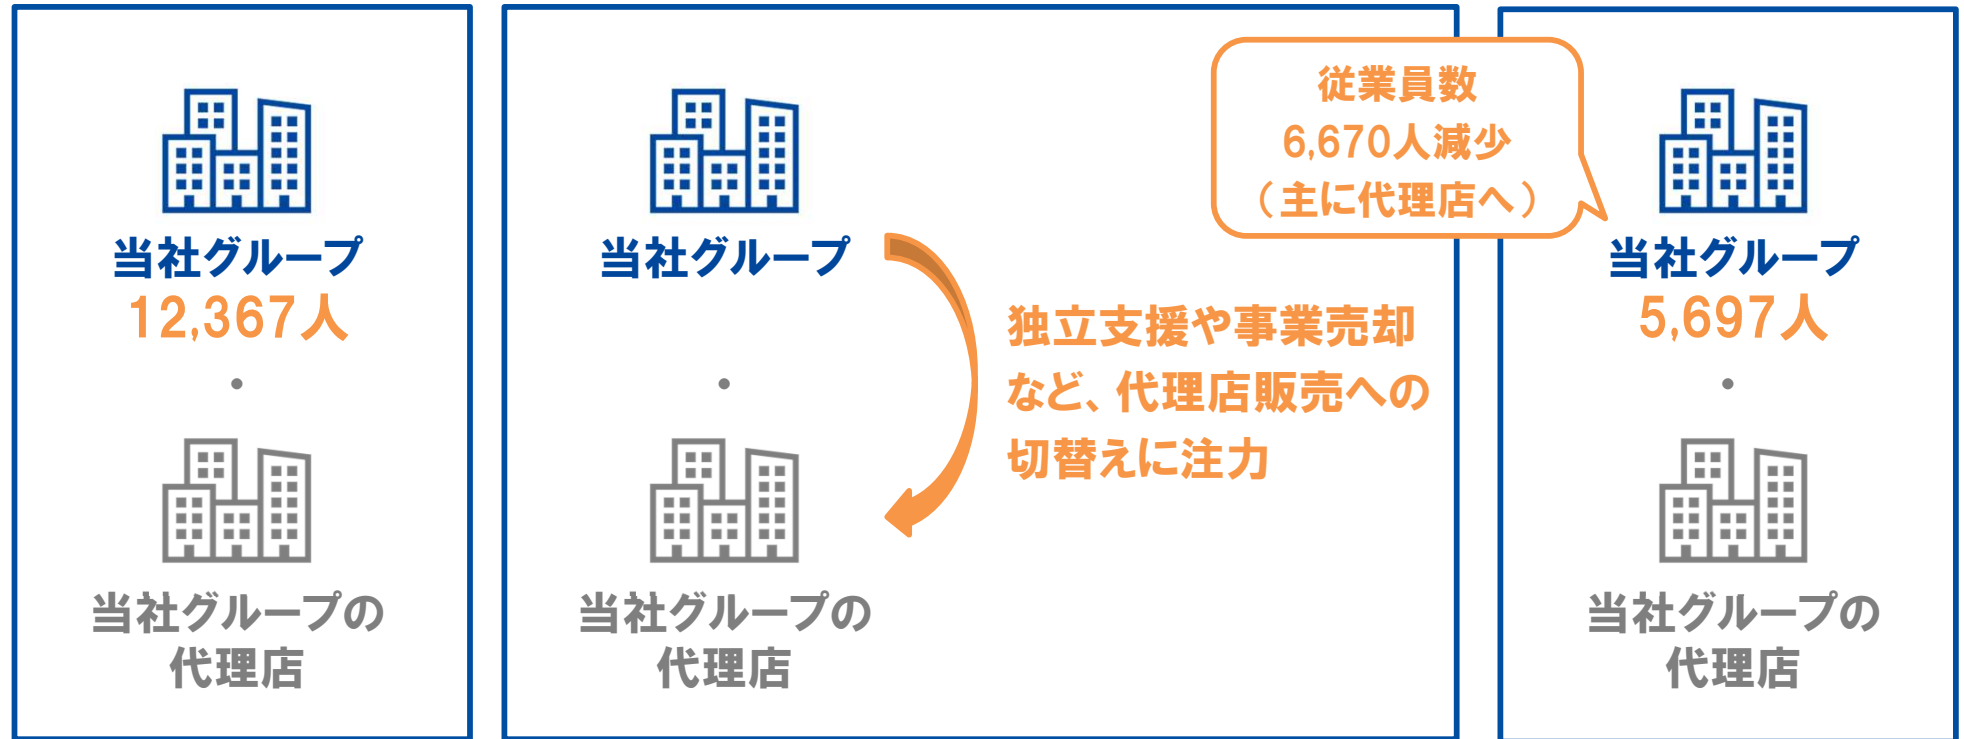 当社グループ
12,367人
・
当社グループの
代理店
当社グループ
・
当社グループの
代理店
独立支援や事業売却
など、代理店販売への
切替えに注力
従業員数
6,670人減少
（主に代理店へ）
当社グループ
5,697人
・
当社グループの
代理店